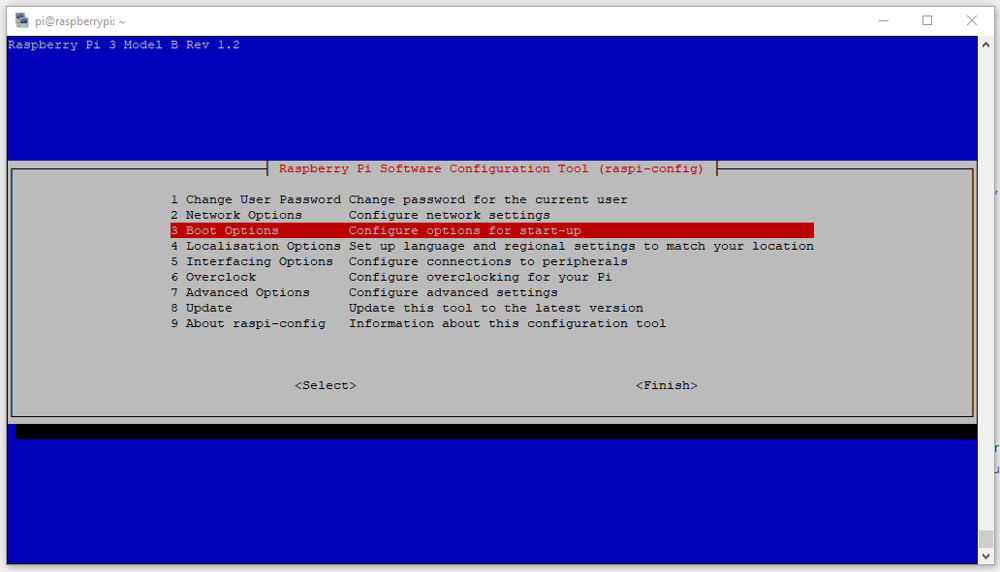 pi@raspberrypi: ~
Raspberry Pi 3 Model B Rev 1.2
Raspberry Pi Software Configuration Tool (raspi-config)
1 Change User Password Change password for the current user
2 Network Options Configure network settings
3 Boot Options Configure options for start-up
4 Localisation Options Set up language and regional settings to match your location
5 Interfacing Options Configure connections to peripherals
6 Overclock Configure overclocking for your Pi
7 Advanced Options Configure advanced settings
8 Update Update this tool to the latest version
9 About raspi-config Information about this configuration tool
<Select> <Finish>